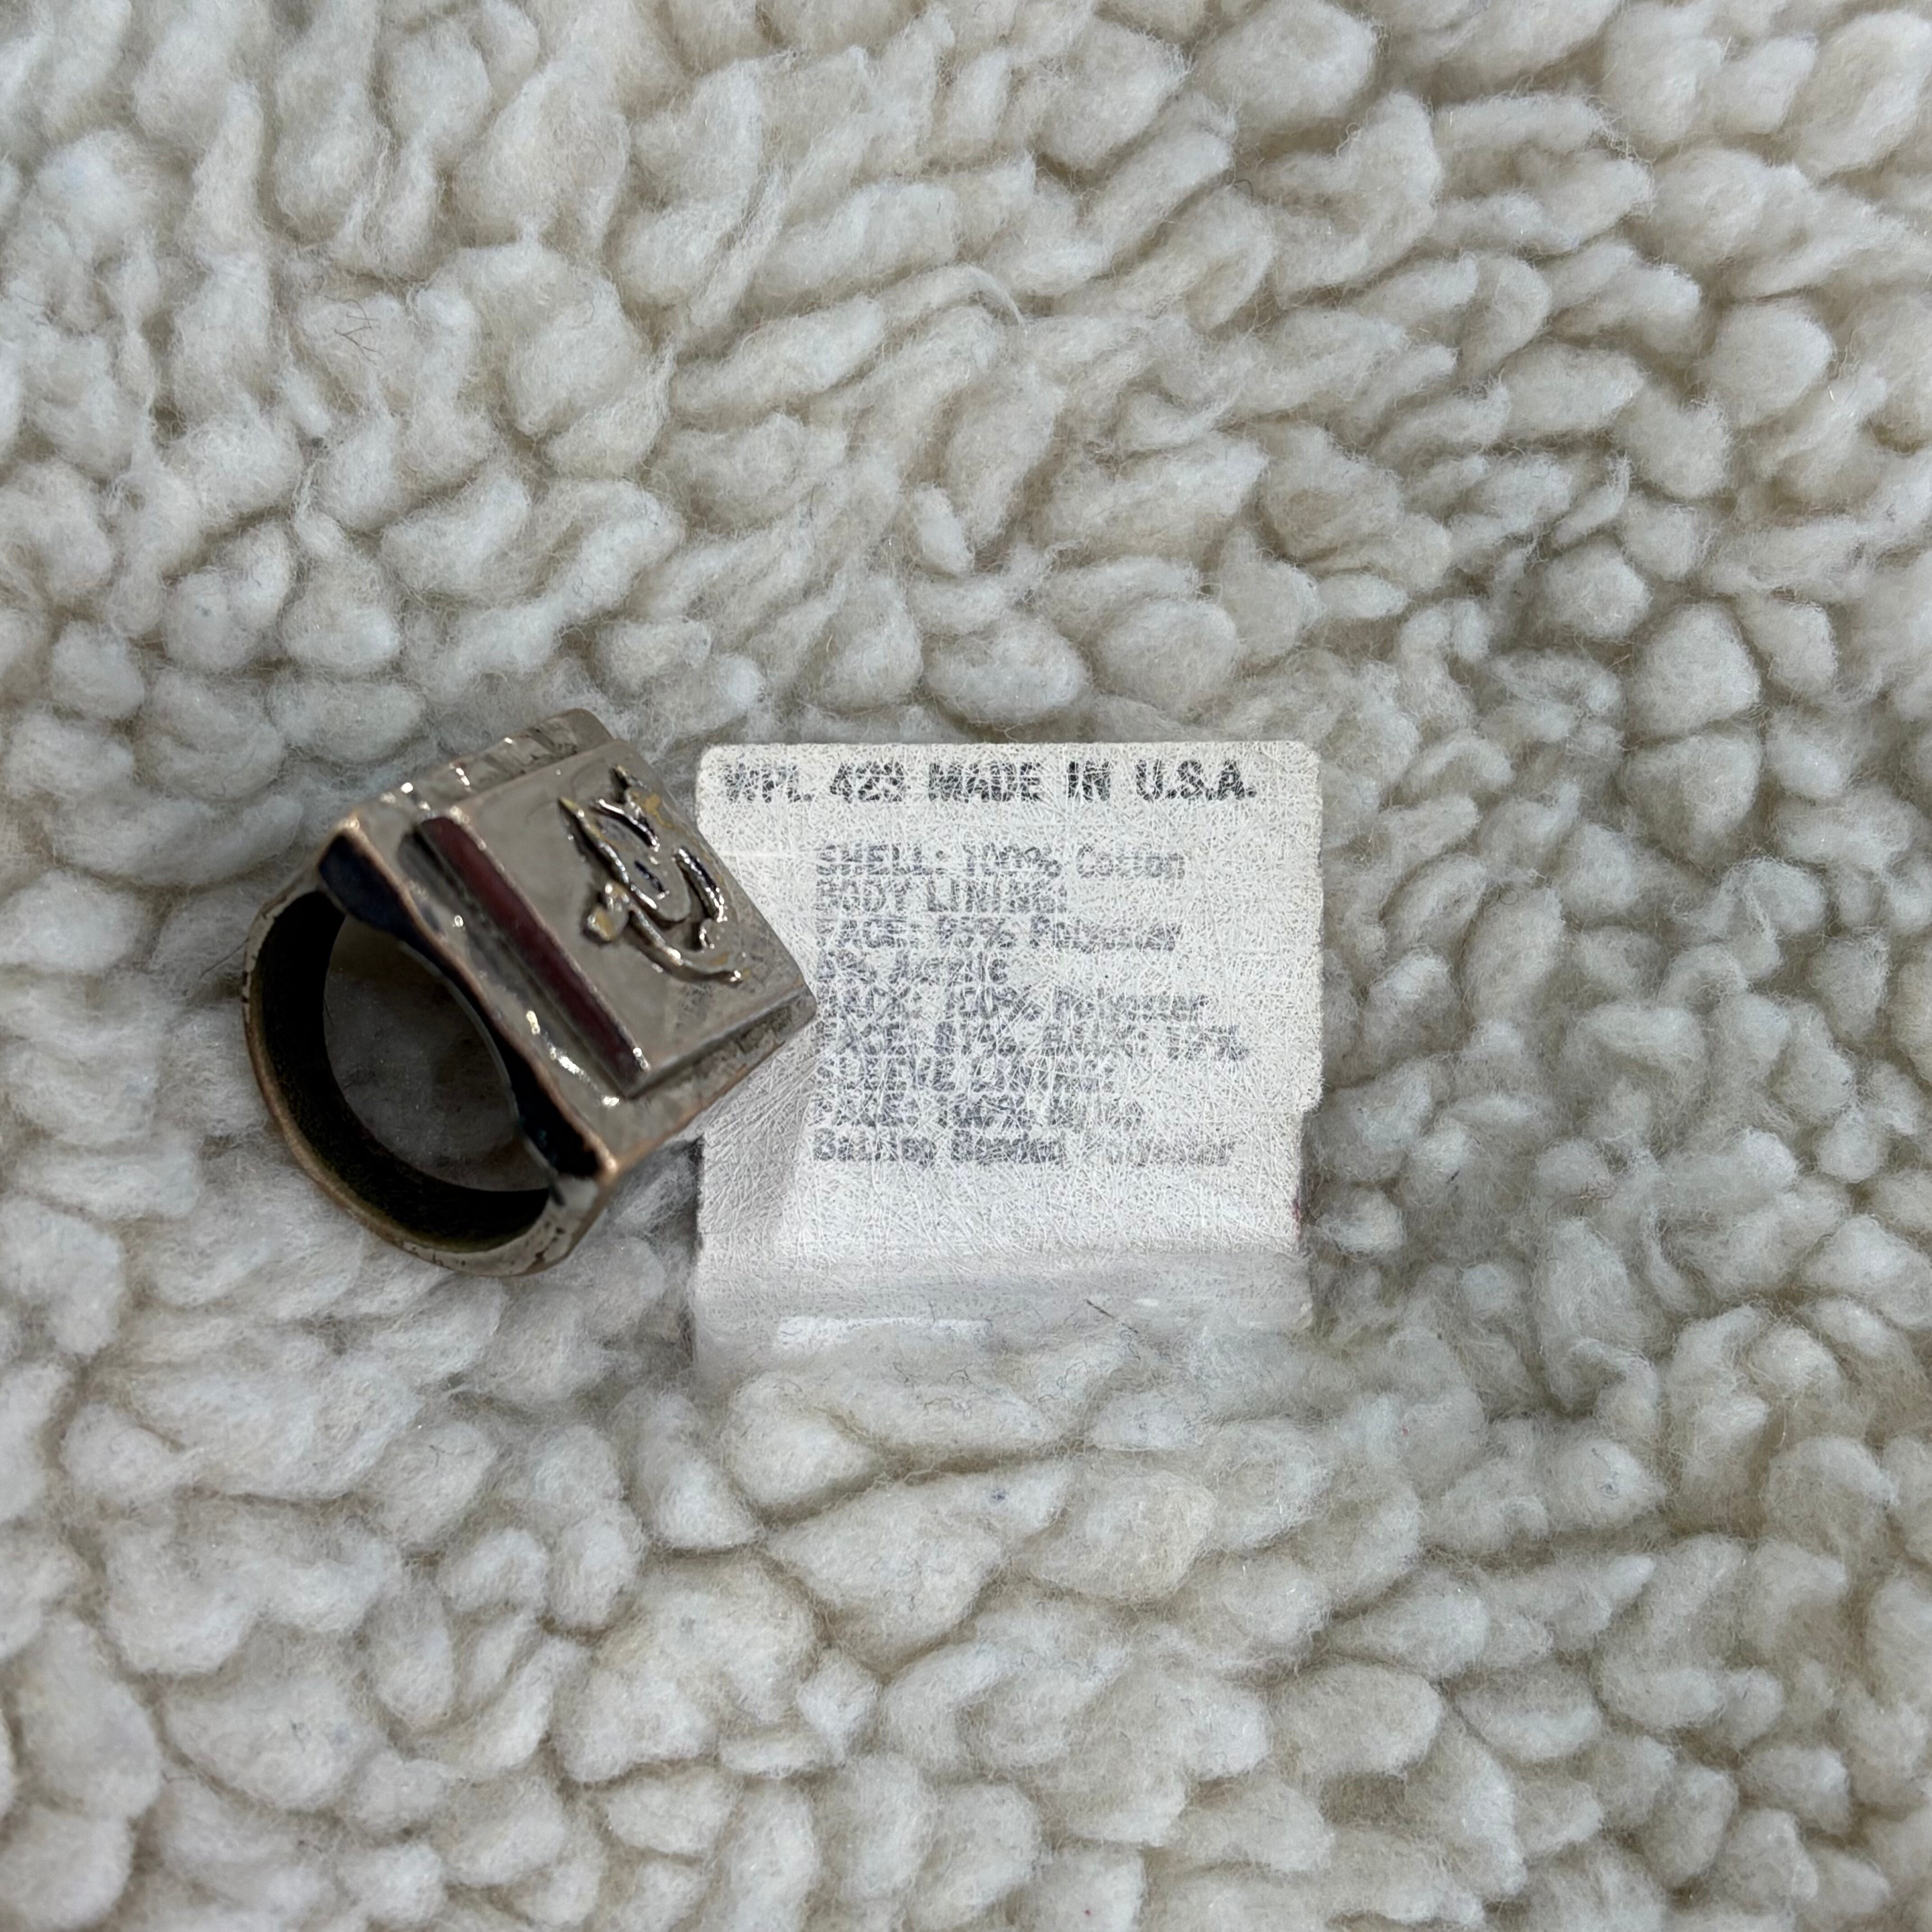 WPL 423 MADE IN U.S.A.
SHELL: 100% Cotton
BODY LINING:
FACE: 95% Polyester
5% Acrylic
BACK: 100% Polyester
SLEEVE LINING:
Backing Bonded Polyester